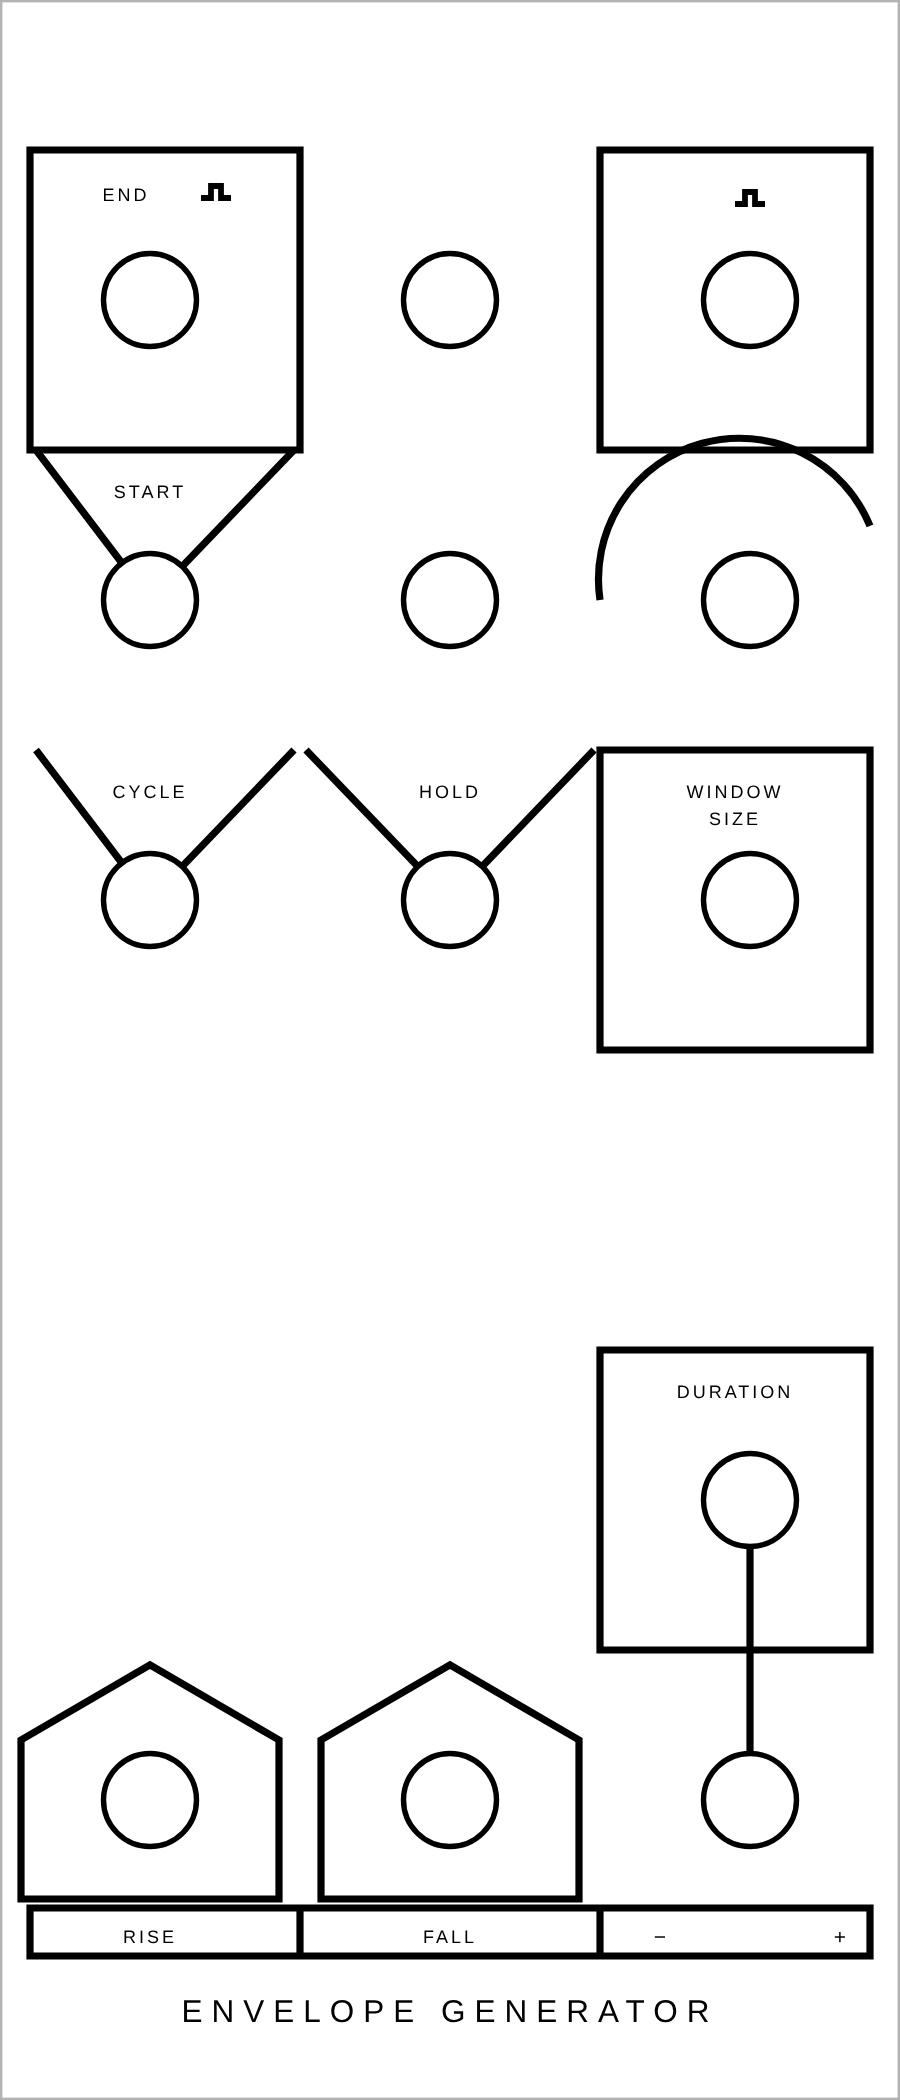 END
START
CYCLE HOLD WINDOW
SIZE
DURATION
RISE FALL − +
ENVELOPE GENERATOR